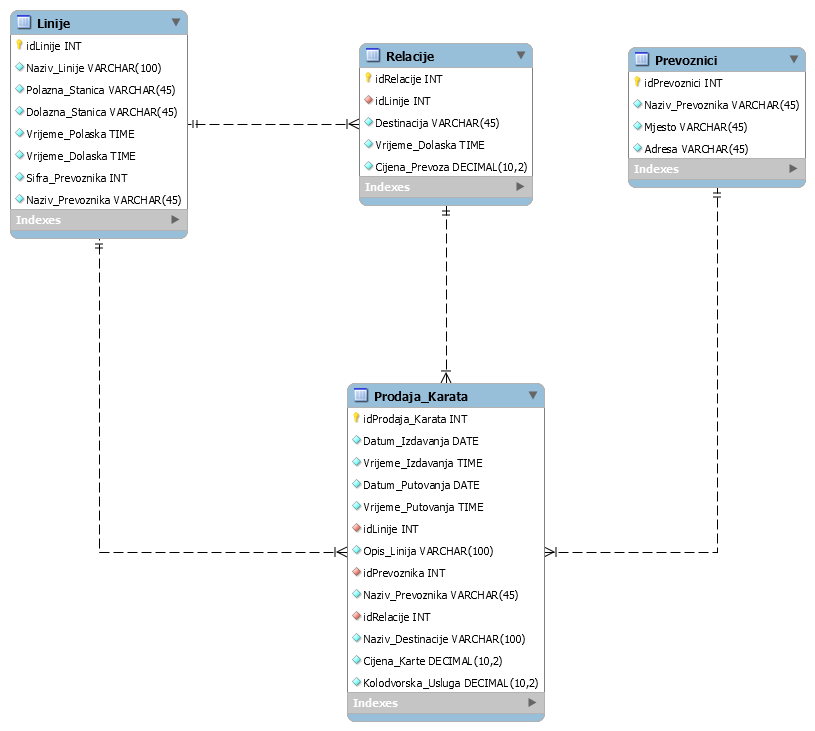 Linije
idLinije INT
Naziv_Linije VARCHAR(100)
Polazna_Stanica VARCHAR(45)
Dolazna_Stanica VARCHAR(45)
Vrijeme_Polaska TIME
Vrijeme_Dolaska TIME
Sifra_Prevoznika INT
Naziv_Prevoznika VARCHAR(45)
Indexes
Relacije
idRelacije INT
idLinije INT
Destinacija VARCHAR(45)
Vrijeme_Dolaska TIME
Cijena_Prevoza DECIMAL(10,2)
Indexes
Prevoznici
idPrevoznici INT
Naziv_Prevoznika VARCHAR(45)
Mjesto VARCHAR(45)
Adresa VARCHAR(45)
Indexes
Prodaja_Karata
idProdaja_Karata INT
Datum_Izdavanja DATE
Vrijeme_Izdavanja TIME
Datum_Putovanja DATE
Vrijeme_Putovanja TIME
idLinije INT
Opis_Linija VARCHAR(100)
idPrevoznika INT
Naziv_Prevoznika VARCHAR(45)
idRelacije INT
Naziv_Destinacije VARCHAR(100)
Cijena_Karte DECIMAL(10,2)
Kolodvorska_Usluga DECIMAL(10,2)
Indexes